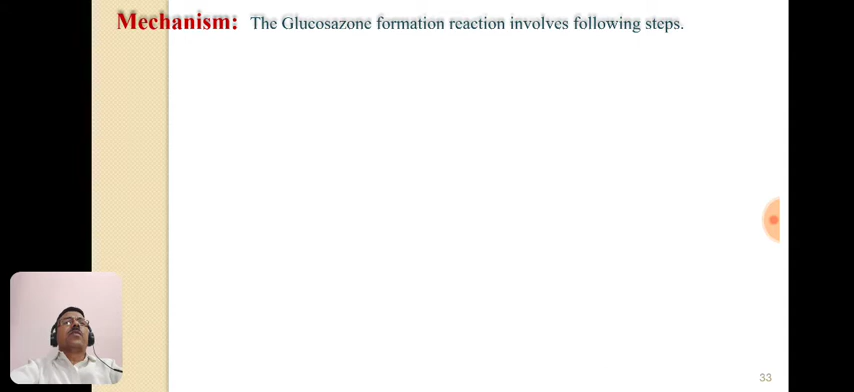 Mechanism: The Glucosazone formation reaction involves following steps.
33